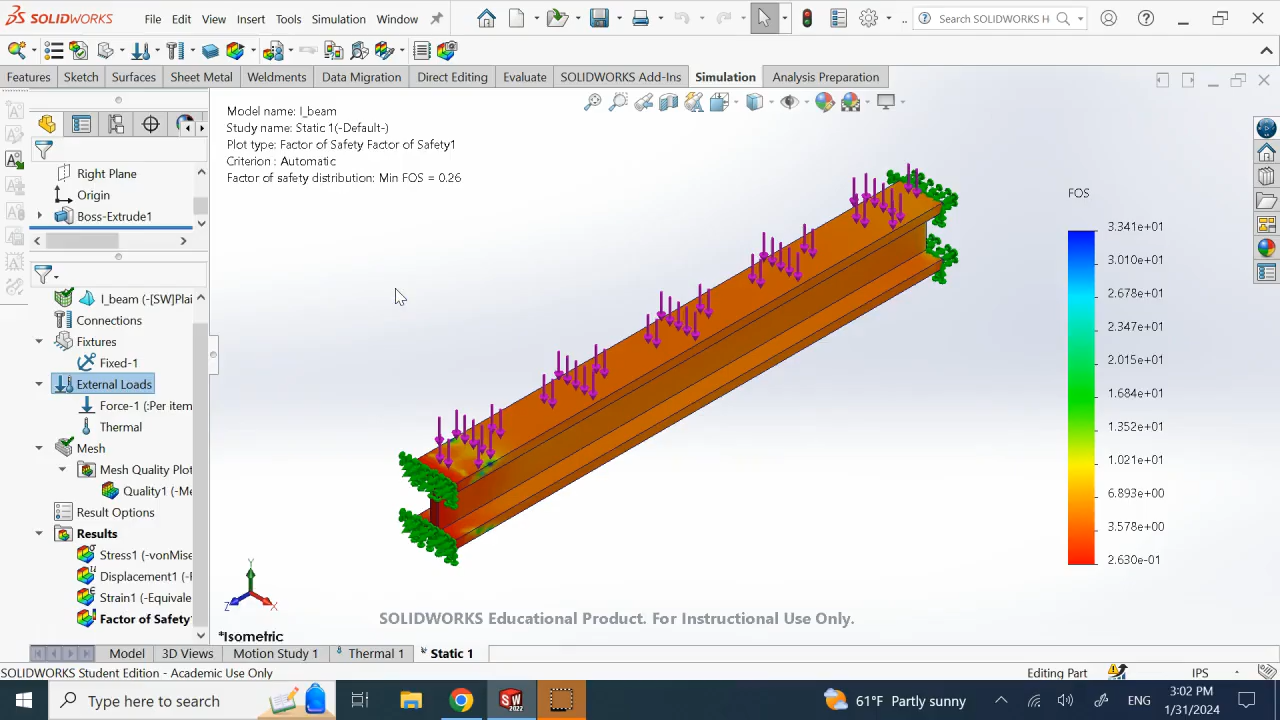 SOLIDWORKS File Edit View Insert Tools Simulation Window Search SOLIDWORKS H
Features Sketch Surfaces Sheet Metal Weldments Data Migration Direct Editing Evaluate SOLIDWORKS Add-Ins Simulation Analysis Preparation
Model name: I_beam
Study name: Static 1(-Default-)
Plot type: Factor of Safety Factor of Safety1
Criterion : Automatic
Factor of safety distribution: Min FOS = 0.26
Right Plane
Origin
Boss-Extrude1
I_beam (-[SW]Plai
Connections
Fixtures
Fixed-1
External Loads
Force-1 (:Per item
Thermal
Mesh
Mesh Quality Plot
Quality1 (-Me
Result Options
Results
Stress1 (-vonMise
Displacement1 (-R
Strain1 (-Equivale
Factor of Safety
FOS
3.341e+01
3.010e+01
2.678e+01
2.347e+01
2.015e+01
1.684e+01
1.352e+01
1.021e+01
6.893e+00
3.578e+00
2.630e-01
Y
Z
X
SOLIDWORKS Educational Product. For Instructional Use Only.
*Isometric
Model 3D Views Motion Study 1 Thermal 1 Static 1
SOLIDWORKS Student Edition - Academic Use Only Editing Part IPS
Type here to search SW 2022 61°F Partly sunny ENG 3:02 PM
1/31/2024